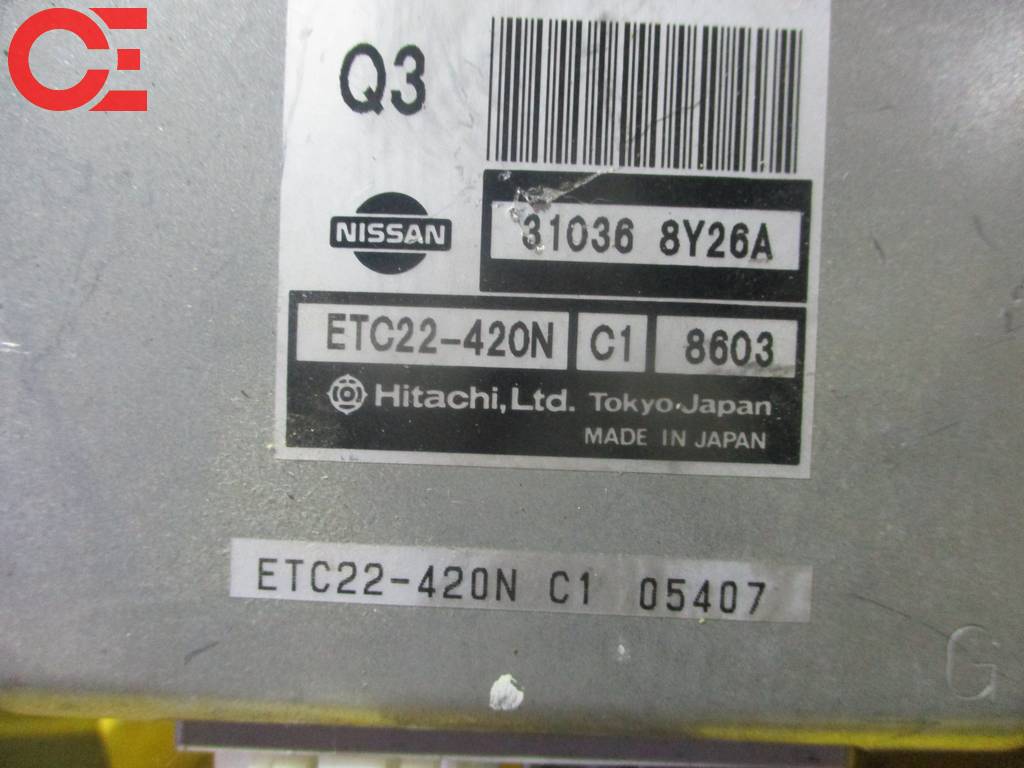 CE
Q3
NISSAN
31036 8Y26A
ETC22-420N C1 8603
Hitachi, Ltd. Tokyo·Japan
MADE IN JAPAN
ETC22-420N C1 05407
G